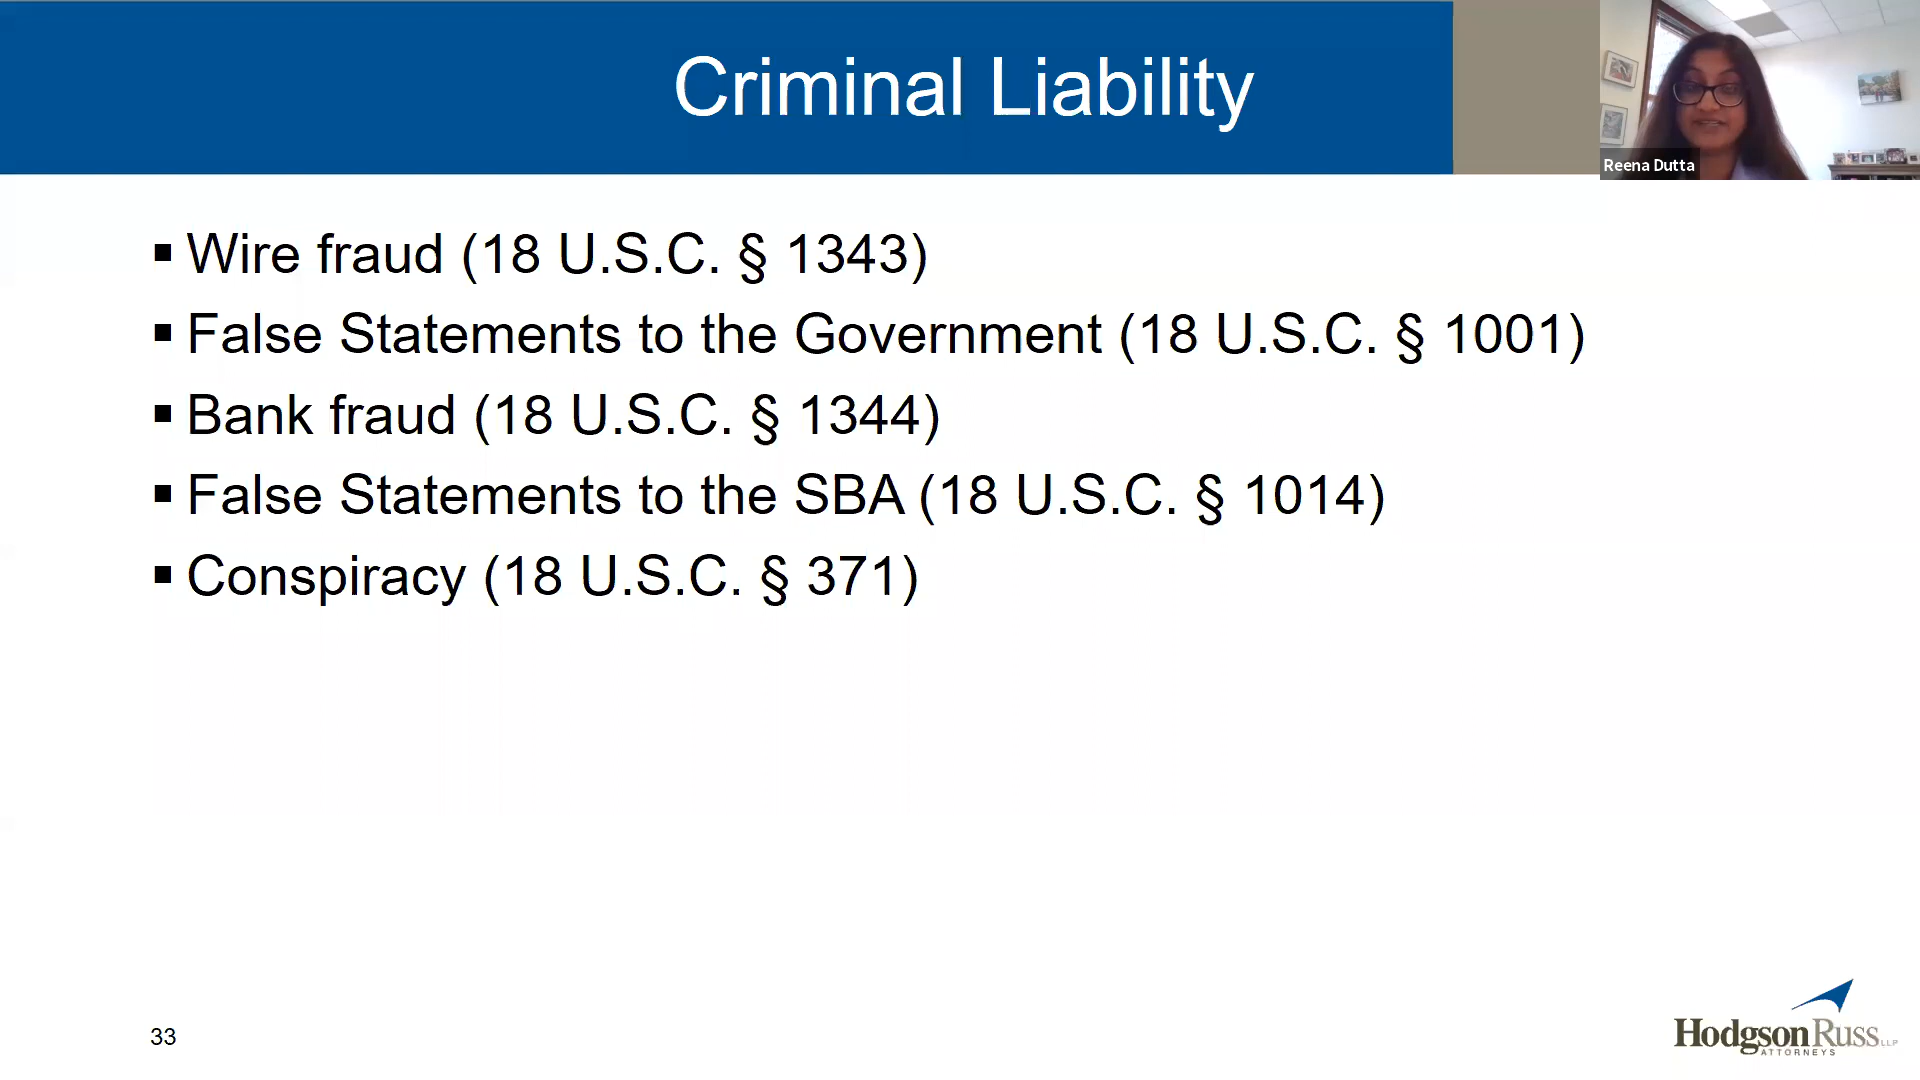 Criminal Liability
Reena Dutta
▪ Wire fraud (18 U.S.C. § 1343)
▪ False Statements to the Government (18 U.S.C. § 1001)
▪ Bank fraud (18 U.S.C. § 1344)
▪ False Statements to the SBA (18 U.S.C. § 1014)
▪ Conspiracy (18 U.S.C. § 371)
33
HodgsonRuss LLP
ATTORNEYS